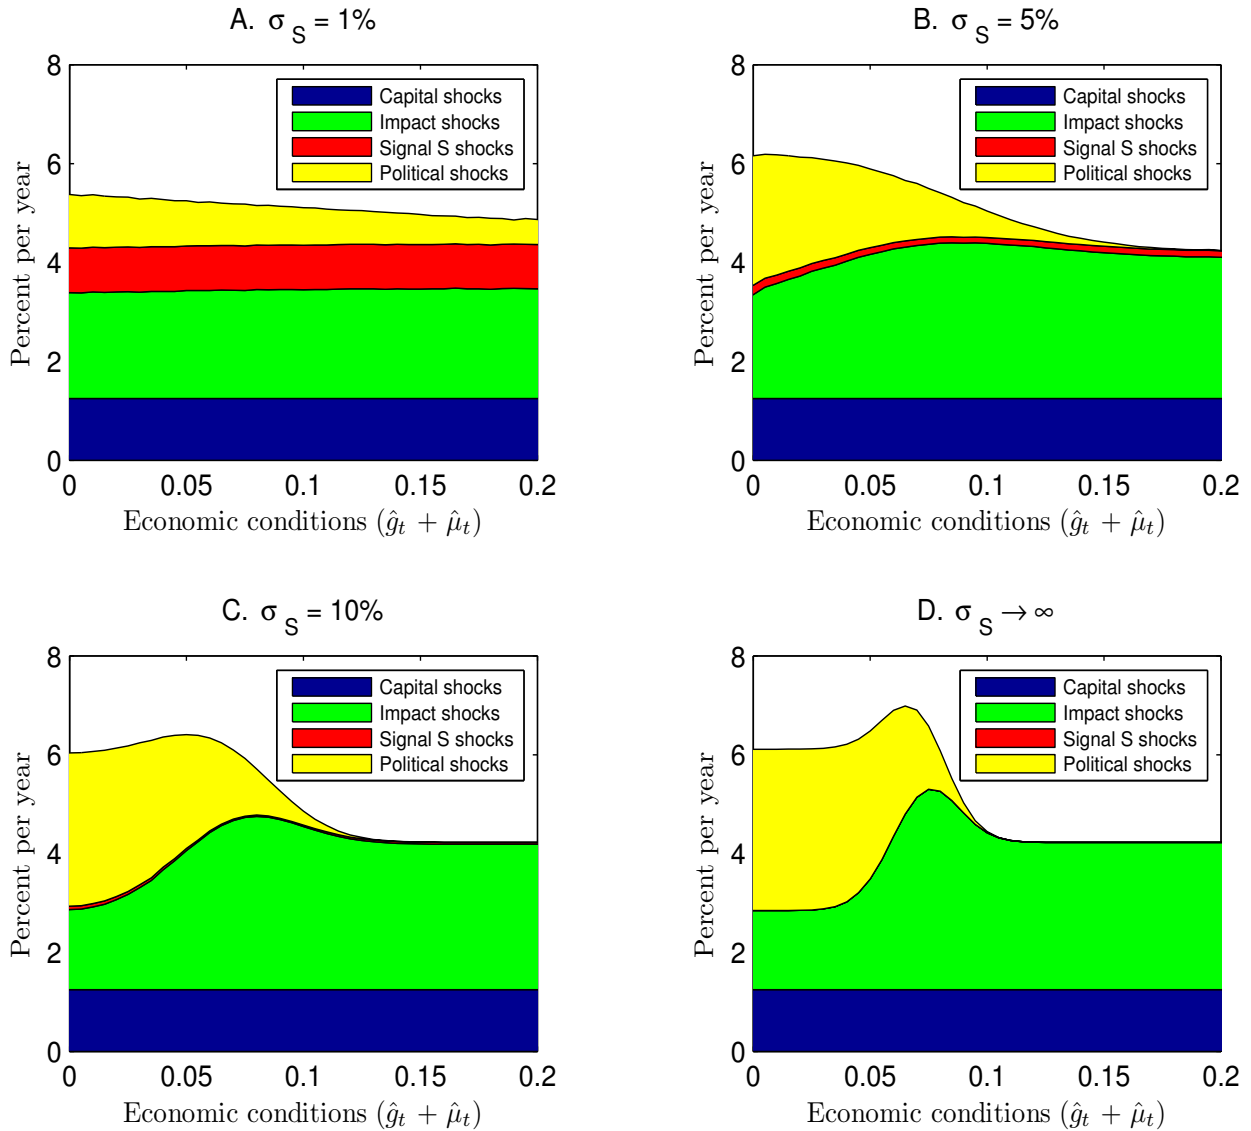 A. σ S = 1%
8
6
4
2
0
Percent per year
Capital shocks
Impact shocks
Signal S shocks
Political shocks
0 0.05 0.1 0.15 0.2
Economic conditions (ĝt + μ̂t)
B. σ S = 5%
8
6
4
2
0
Percent per year
Capital shocks
Impact shocks
Signal S shocks
Political shocks
0 0.05 0.1 0.15 0.2
Economic conditions (ĝt + μ̂t)
C. σ S = 10%
8
6
4
2
0
Percent per year
Capital shocks
Impact shocks
Signal S shocks
Political shocks
0 0.05 0.1 0.15 0.2
Economic conditions (ĝt + μ̂t)
D. σ S → ∞
8
6
4
2
0
Percent per year
Capital shocks
Impact shocks
Signal S shocks
Political shocks
0 0.05 0.1 0.15 0.2
Economic conditions (ĝt + μ̂t)